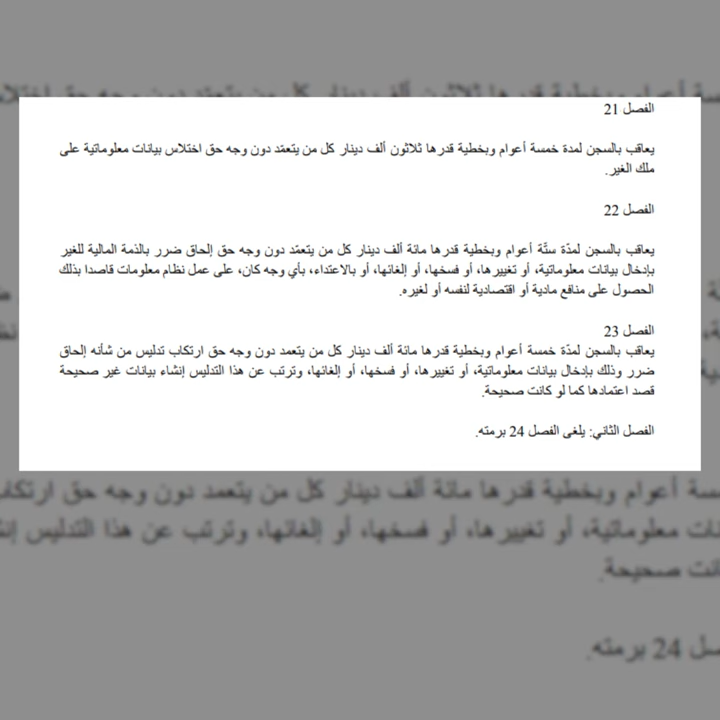 الفصل 21
يعاقب بالسجن لمدة خمسة أعوام وبخطية قدرها ثلاثون ألف دينار كل من يتعمّد دون وجه حق اختلاس بيانات معلوماتية على
ملك الغير.
الفصل 22
يعاقب بالسجن لمدّة ستّة أعوام وبخطية قدرها مائة ألف دينار كل من يتعمّد دون وجه حق إلحاق ضرر بالذمة المالية للغير
بإدخال بيانات معلوماتية، أو تغييرها، أو فسخها، أو إلغائها، أو بالاعتداء، بأي وجه كان، على عمل نظام معلومات قاصدا بذلك
الحصول على منافع مادية أو اقتصادية لنفسه أو لغيره.
الفصل 23
يعاقب بالسجن لمدّة خمسة أعوام وبخطية قدرها مائة ألف دينار كل من يتعمد دون وجه حق ارتكاب تدليس من شأنه إلحاق
ضرر وذلك بإدخال بيانات معلوماتية، أو تغييرها، أو فسخها، أو إلغائها، وترتب عن هذا التدليس إنشاء بيانات غير صحيحة
قصد اعتمادها كما لو كانت صحيحة.
الفصل الثاني: يلغى الفصل 24 برمته.